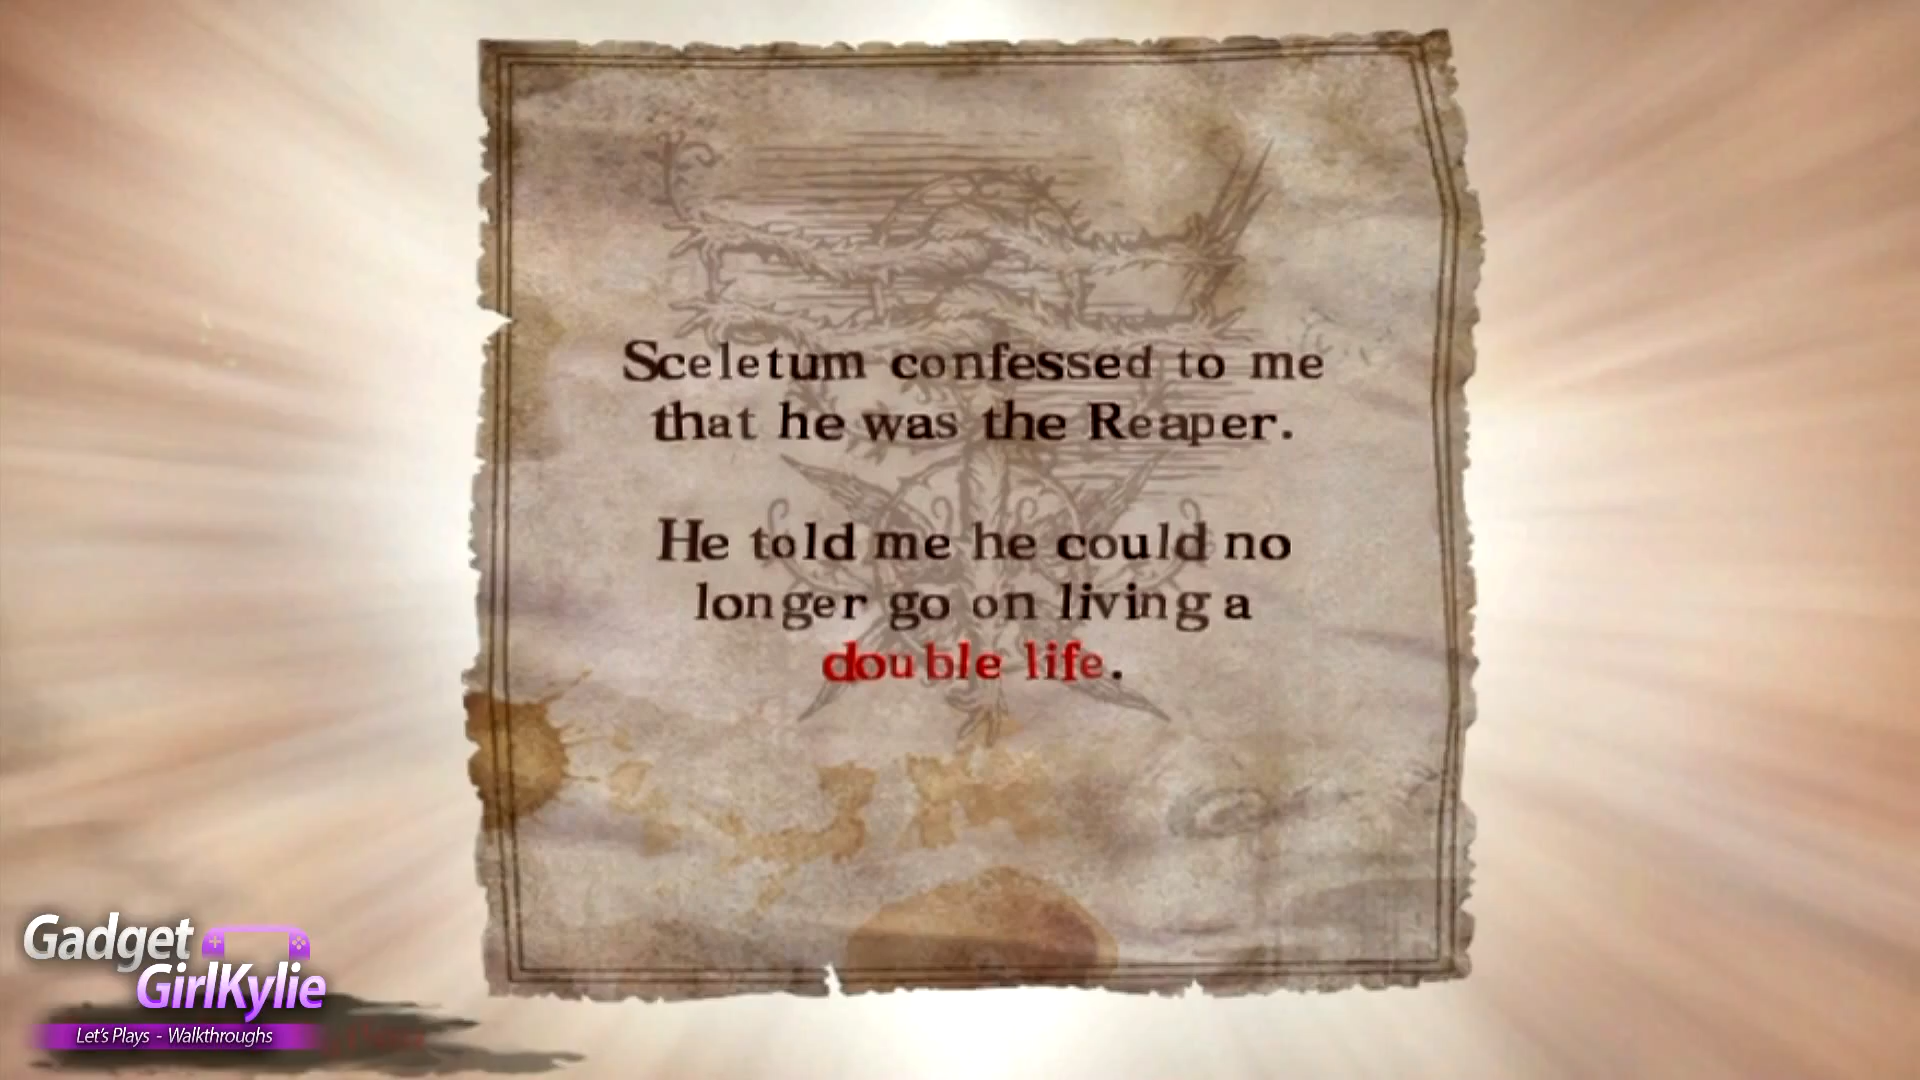 Sceletum confessed to me
that he was the Reaper.
He told me he could no
longer go on living a
double life.
Gadget
GirlKylie
Let's Plays - Walkthroughs